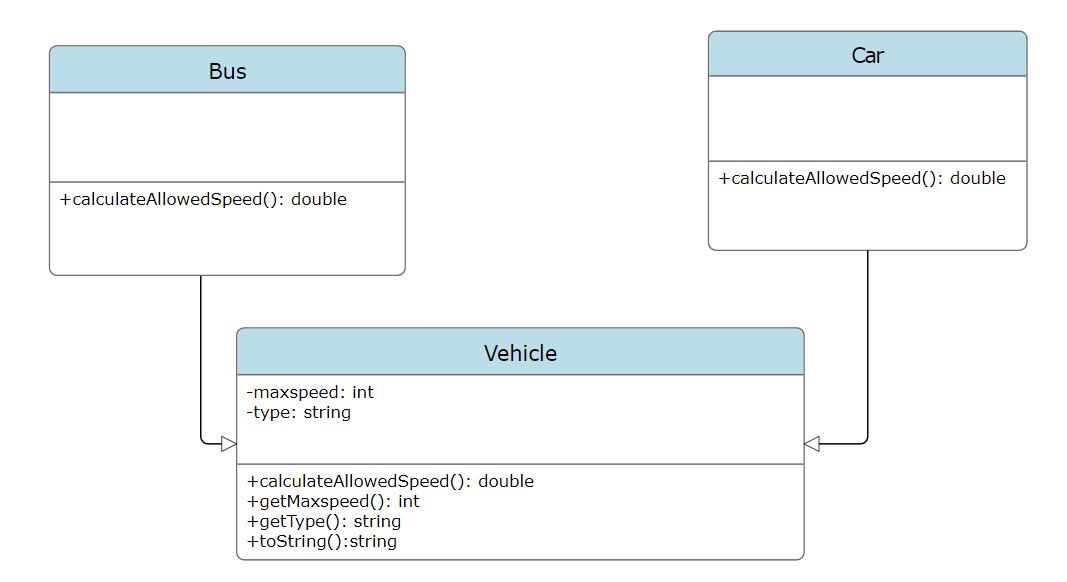 Bus
+calculateAllowedSpeed(): double
Car
+calculateAllowedSpeed(): double
Vehicle
-maxspeed: int
-type: string
+calculateAllowedSpeed(): double
+getMaxspeed(): int
+getType(): string
+toString():string